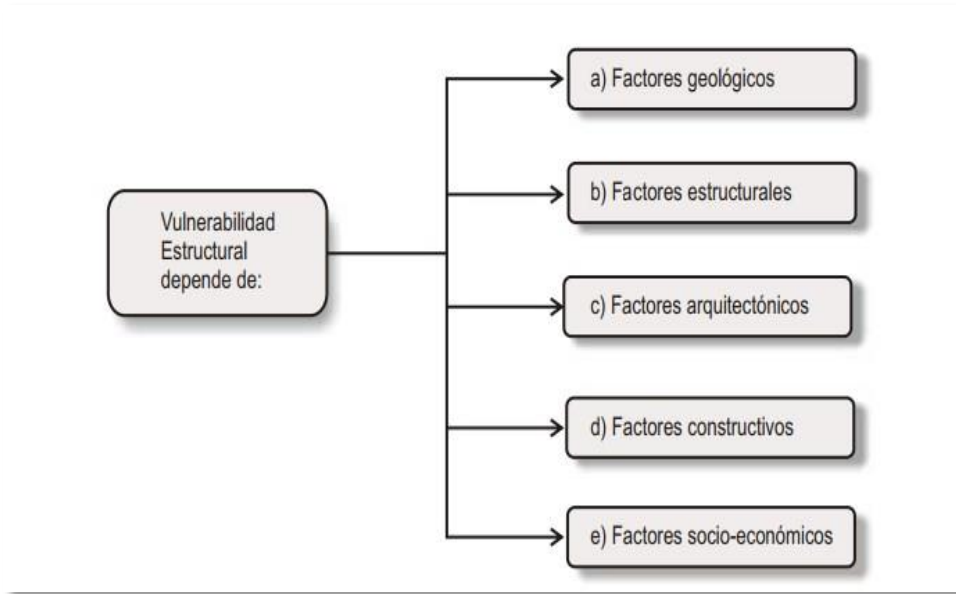 Vulnerabilidad
Estructural
depende de:
a) Factores geológicos
b) Factores estructurales
c) Factores arquitectónicos
d) Factores constructivos
e) Factores socio-económicos